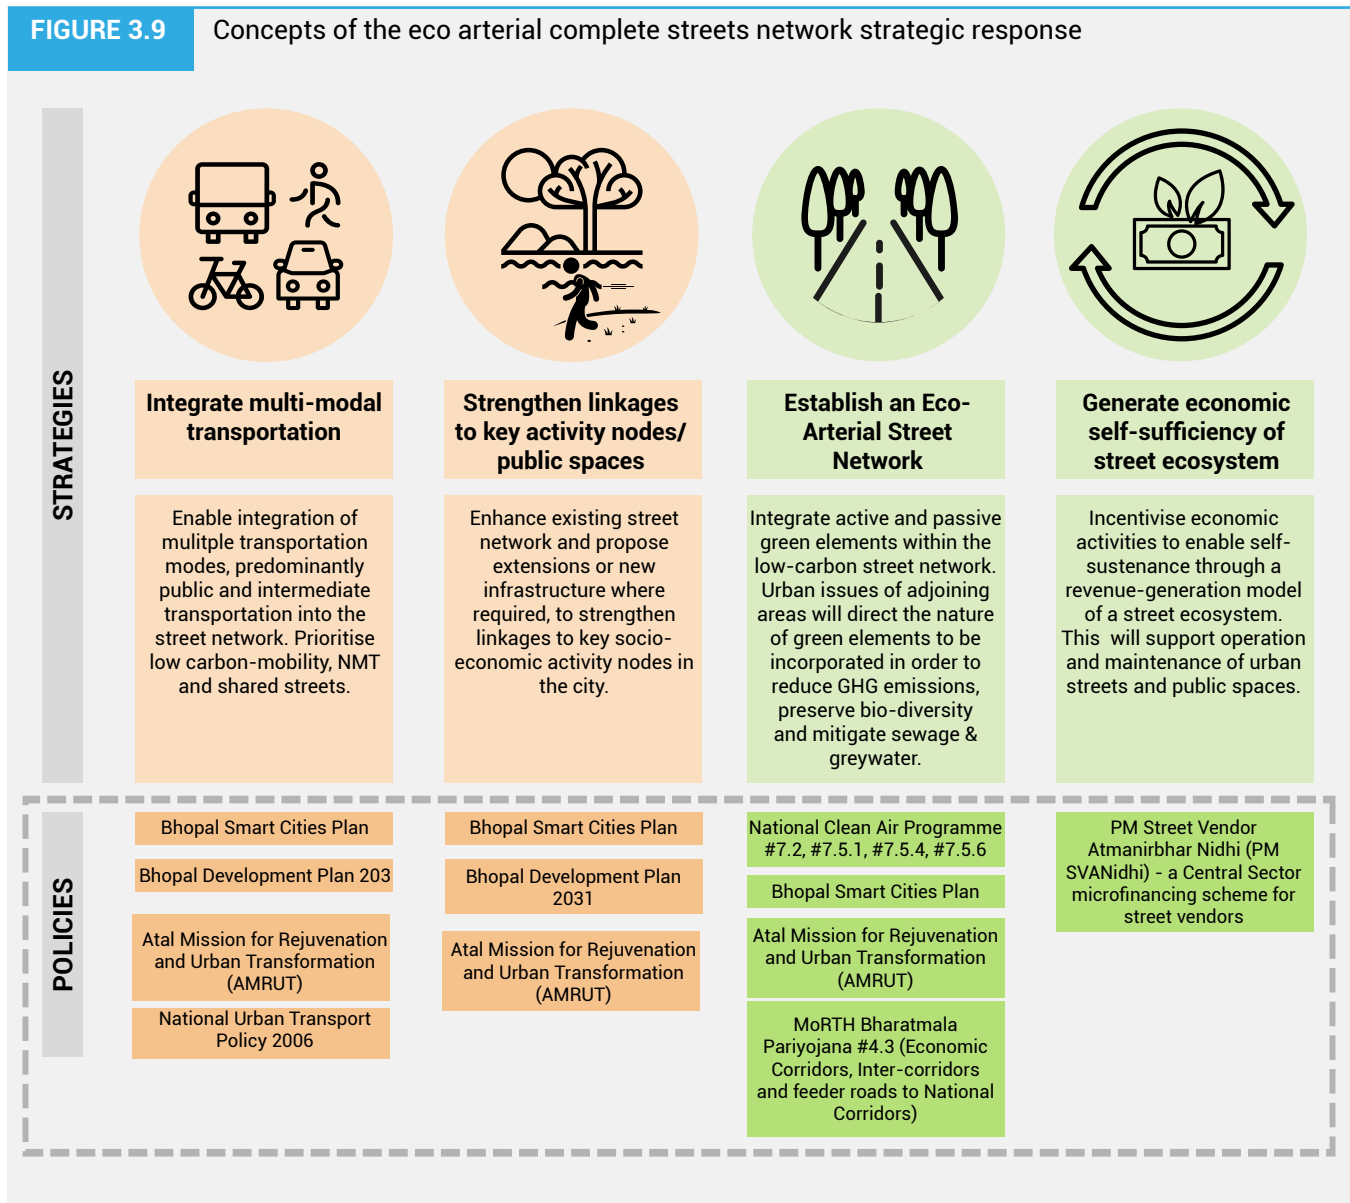 FIGURE 3.9
Concepts of the eco arterial complete streets network strategic response
STRATEGIES
Integrate multi-modal
transportation
Enable integration of
mulitple transportation
modes, predominantly
public and intermediate
transportation into the
street network. Prioritise
low carbon-mobility, NMT
and shared streets.
Strengthen linkages
to key activity nodes/
public spaces
Enhance existing street
network and propose
extensions or new
infrastructure where
required, to strengthen
linkages to key socio-
economic activity nodes in
the city.
Establish an Eco-
Arterial Street
Network
Integrate active and passive
green elements within the
low-carbon street network.
Urban issues of adjoining
areas will direct the nature
of green elements to be
incorporated in order to
reduce GHG emissions,
preserve bio-diversity
and mitigate sewage &
greywater.
Generate economic
self-sufficiency of
street ecosystem
Incentivise economic
activities to enable self-
sustenance through a
revenue-generation model
of a street ecosystem.
This will support operation
and maintenance of urban
streets and public spaces.
POLICIES
Bhopal Smart Cities Plan
Bhopal Development Plan 203
Atal Mission for Rejuvenation
and Urban Transformation
(AMRUT)
National Urban Transport
Policy 2006
Bhopal Smart Cities Plan
Bhopal Development Plan
2031
Atal Mission for Rejuvenation
and Urban Transformation
(AMRUT)
National Clean Air Programme
#7.2, #7.5.1, #7.5.4, #7.5.6
Bhopal Smart Cities Plan
Atal Mission for Rejuvenation
and Urban Transformation
(AMRUT)
MoRTH Bharatmala
Pariyojana #4.3 (Economic
Corridors, Inter-corridors
and feeder roads to National
Corridors)
PM Street Vendor
Atmanirbhar Nidhi (PM
SVANidhi) - a Central Sector
microfinancing scheme for
street vendors